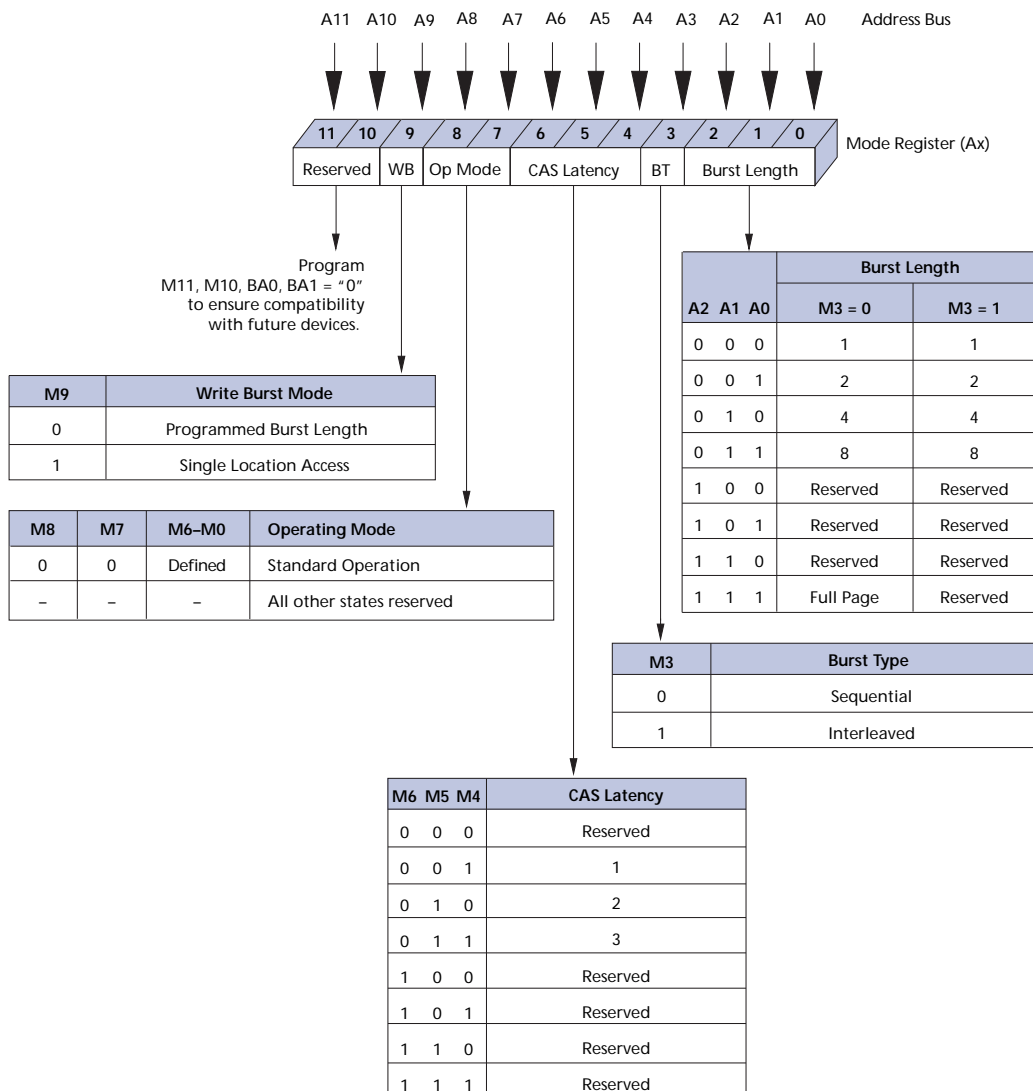 A11 A10 A9 A8 A7 A6 A5 A4 A3 A2 A1 A0 Address Bus
11 10 9 8 7 6 5 4 3 2 1 0
Mode Register (Ax)
Reserved WB Op Mode CAS Latency BT Burst Length
Program
M11, M10, BA0, BA1 = “0”
to ensure compatibility
with future devices.
Burst Length
A2 A1 A0 M3 = 0 M3 = 1
0 0 0 1 1
0 0 1 2 2
0 1 0 4 4
0 1 1 8 8
1 0 0 Reserved Reserved
1 0 1 Reserved Reserved
1 1 0 Reserved Reserved
1 1 1 Full Page Reserved
M9 Write Burst Mode
0 Programmed Burst Length
1 Single Location Access
M8 M7 M6–M0 Operating Mode
0 0 Defined Standard Operation
– – – All other states reserved
M3 Burst Type
0 Sequential
1 Interleaved
M6 M5 M4 CAS Latency
0 0 0 Reserved
0 0 1 1
0 1 0 2
0 1 1 3
1 0 0 Reserved
1 0 1 Reserved
1 1 0 Reserved
1 1 1 Reserved